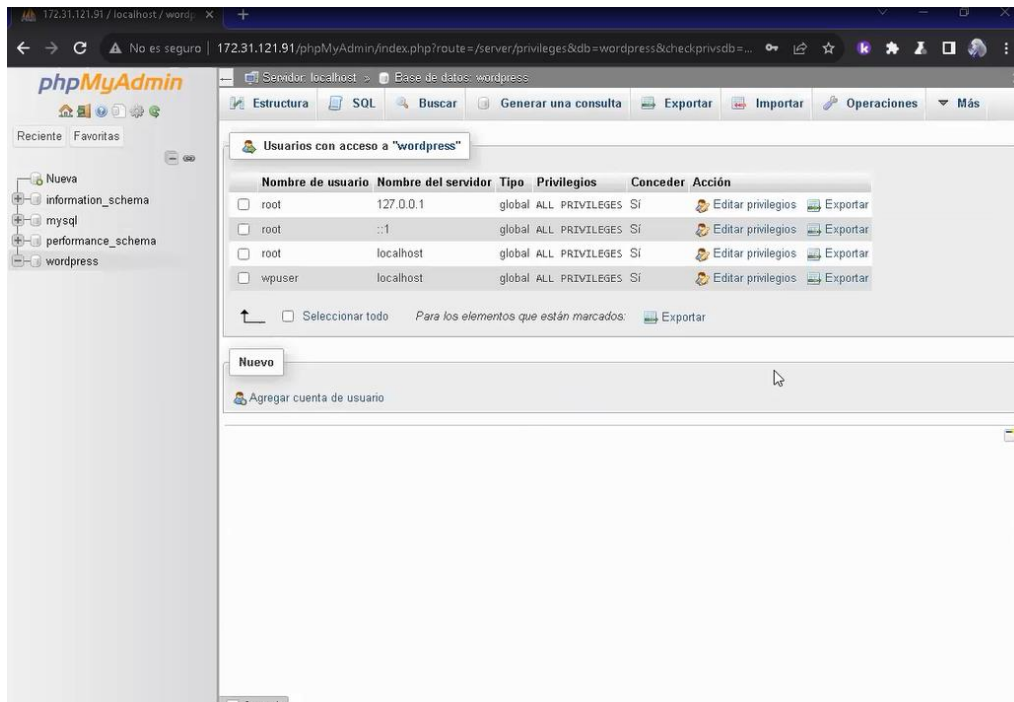 172.31.121.91 / localhost / wordp
No es seguro
172.31.121.91/phpMyAdmin/index.php?route=/server/privileges&db=wordpress&checkprivsdb=...
phpMyAdmin
Reciente Favoritas
Nueva
information_schema
mysql
performance_schema
wordpress
Servidor: localhost > Base de datos: wordpress
Estructura SQL Buscar Generar una consulta Exportar Importar Operaciones Más
Usuarios con acceso a "wordpress"
Nombre de usuario Nombre del servidor Tipo Privilegios Conceder Acción
root 127.0.0.1 global ALL PRIVILEGES Sí Editar privilegios Exportar
root ::1 global ALL PRIVILEGES Sí Editar privilegios Exportar
root localhost global ALL PRIVILEGES Sí Editar privilegios Exportar
wpuser localhost global ALL PRIVILEGES Sí Editar privilegios Exportar
Seleccionar todo Para los elementos que están marcados: Exportar
Nuevo
Agregar cuenta de usuario